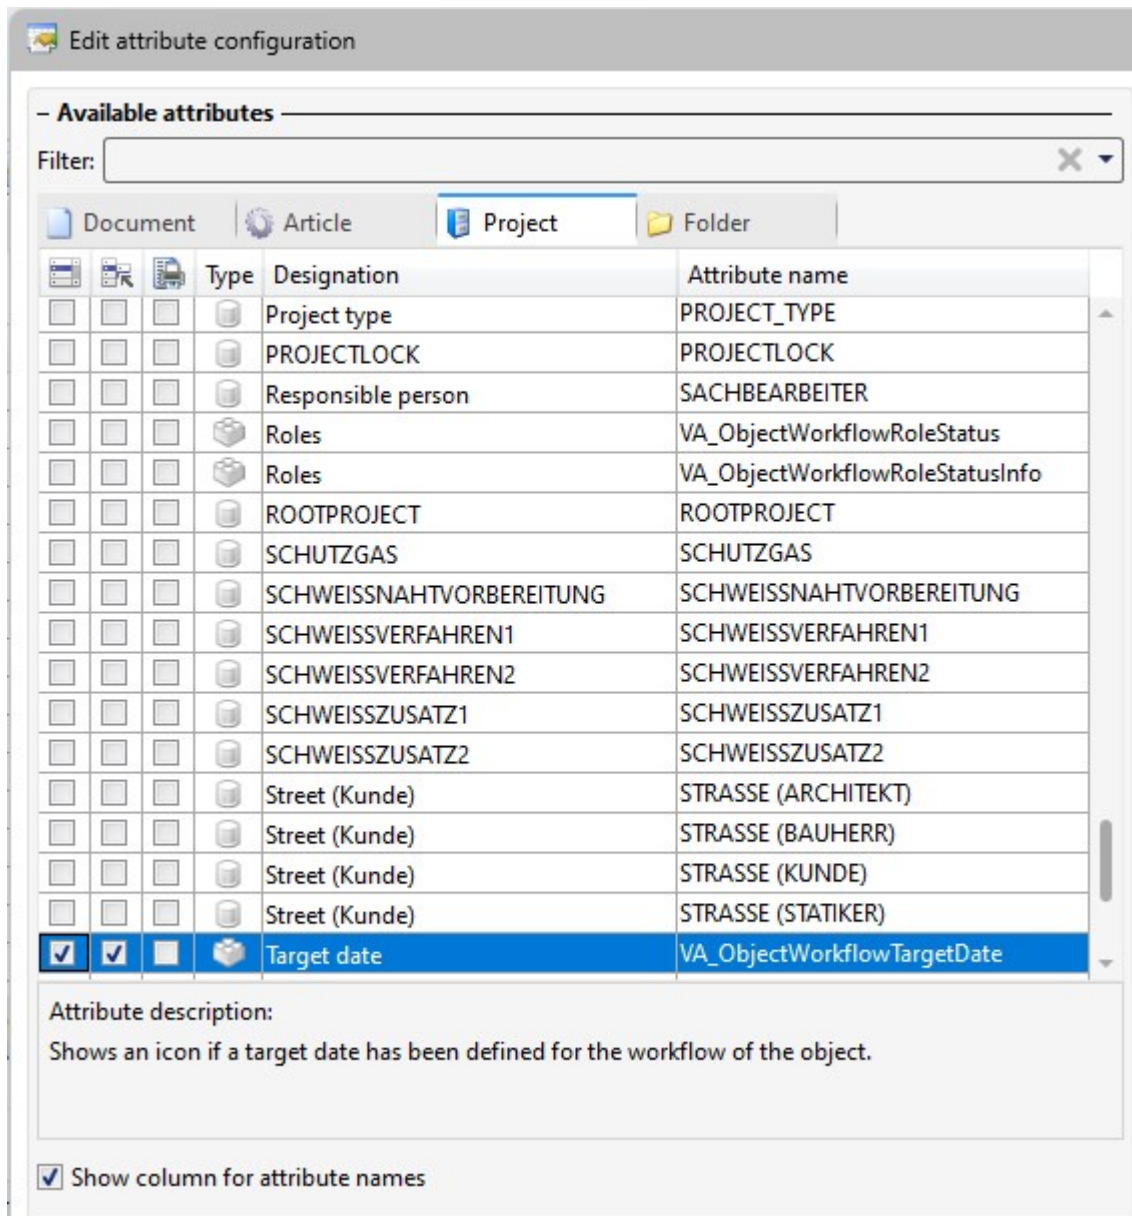 Edit attribute configuration
Available attributes
Filter:
Document Article Project Folder
Type Designation Attribute name
Project type PROJECT_TYPE
PROJECTLOCK PROJECTLOCK
Responsible person SACHBEARBEITER
Roles VA_ObjectWorkflowRoleStatus
Roles VA_ObjectWorkflowRoleStatusInfo
ROOTPROJECT ROOTPROJECT
SCHUTZGAS SCHUTZGAS
SCHWEISSNAHTVORBEREITUNG SCHWEISSNAHTVORBEREITUNG
SCHWEISSVERFAHREN1 SCHWEISSVERFAHREN1
SCHWEISSVERFAHREN2 SCHWEISSVERFAHREN2
SCHWEISSZUSATZ1 SCHWEISSZUSATZ1
SCHWEISSZUSATZ2 SCHWEISSZUSATZ2
Street (Kunde) STRASSE (ARCHITEKT)
Street (Kunde) STRASSE (BAUHERR)
Street (Kunde) STRASSE (KUNDE)
Street (Kunde) STRASSE (STATIKER)
Target date VA_ObjectWorkflowTargetDate
Attribute description:
Shows an icon if a target date has been defined for the workflow of the object.
Show column for attribute names